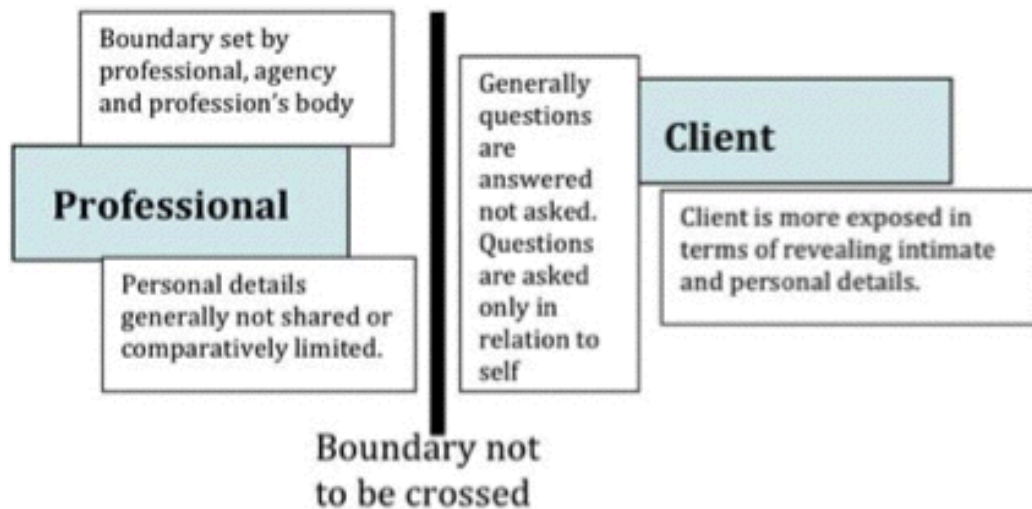 Boundary set by
professional, agency
and profession's body
Professional
Personal details
generally not shared or
comparatively limited.
Generally
questions
are
answered
not asked.
Questions
are asked
only in
relation to
self
Client
Client is more exposed in
terms of revealing intimate
and personal details.
Boundary not
to be crossed